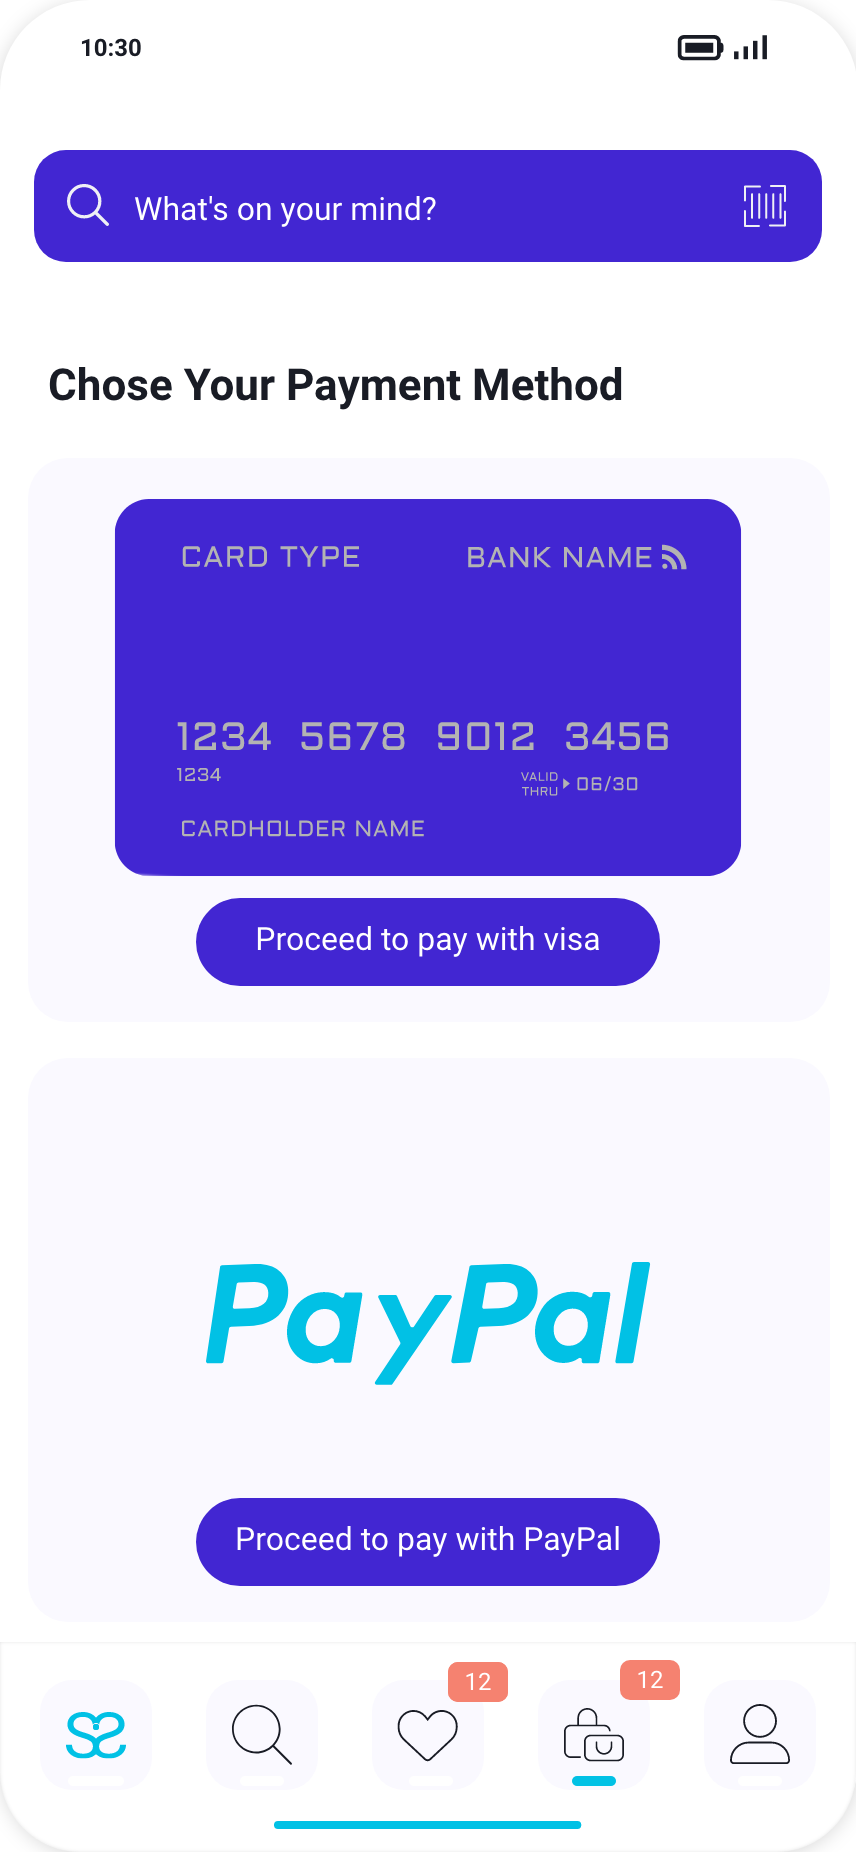 10:30
What's on your mind?
Chose Your Payment Method
CARD TYPE
BANK NAME
1234 5678 9012 3456
1234
VALID THRU 06/30
CARDHOLDER NAME
Proceed to pay with visa
PayPal
Proceed to pay with PayPal
12
12